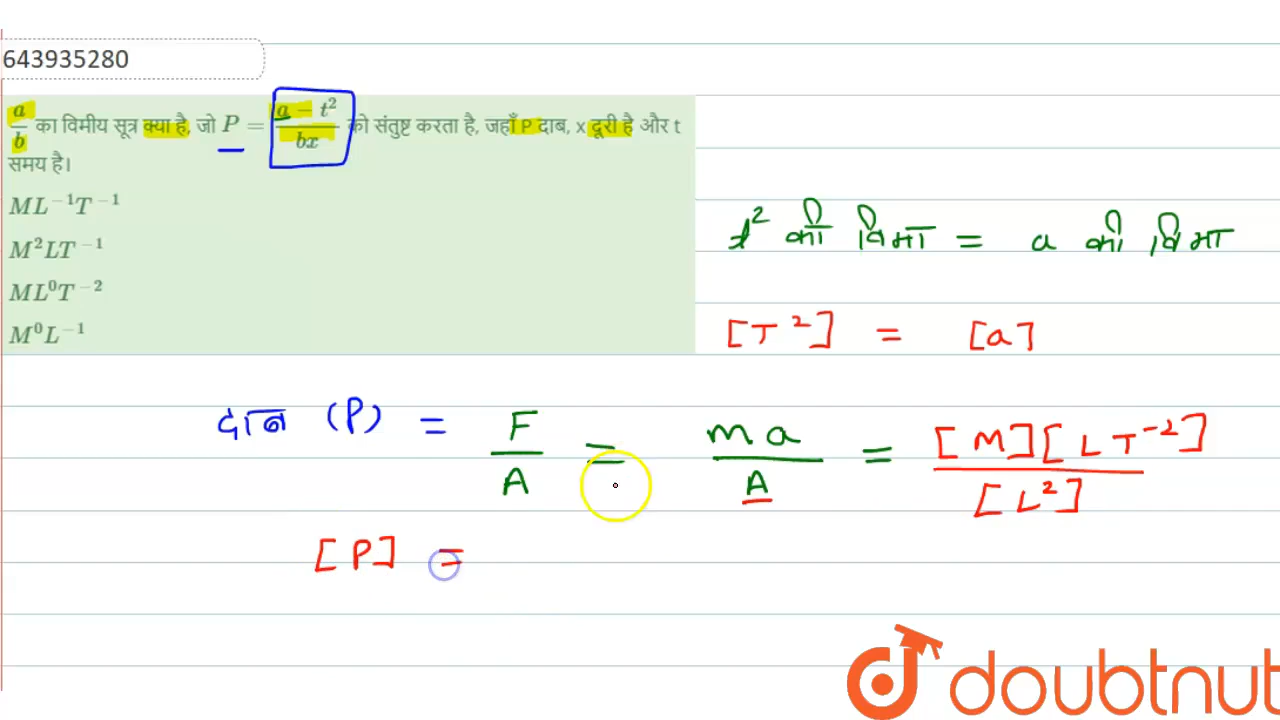 643935280
a/b का विमीय सूत्र क्या है, जो P = (a − t²)/(bx) को संतुष्ट करता है, जहाँ P दाब, x दूरी है और t
समय है।
ML⁻¹T⁻¹
M²LT⁻¹
ML⁰T⁻²
M⁰L⁻¹
t² की विमा = a की विमा
[T²] = [a]
दाब (P) = F/A = ma/A = [M][LT⁻²]/[L²]
[P] =
doubtnut